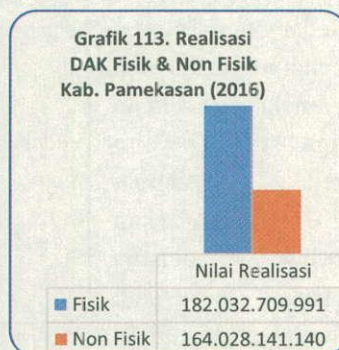 Grafik 113. Realisasi
DAK Fisik & Non Fisik
Kab. Pamekasan (2016)
Nilai Realisasi
Fisik 182.032.709.991
Non Fisik 164.028.141.140